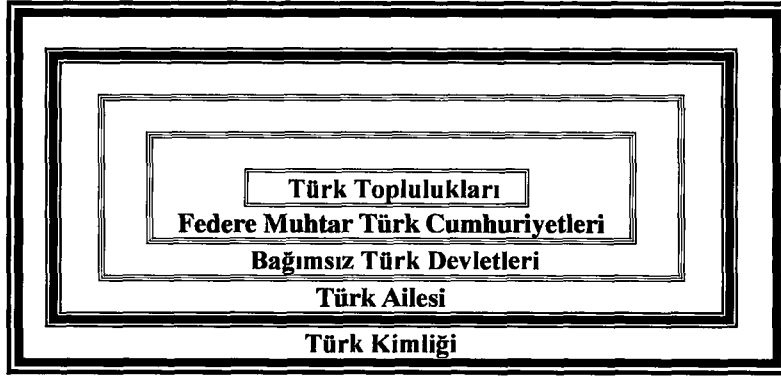 Türk Toplulukları
Federe Muhtar Türk Cumhuriyetleri
Bağımsız Türk Devletleri
Türk Ailesi
Türk Kimliği